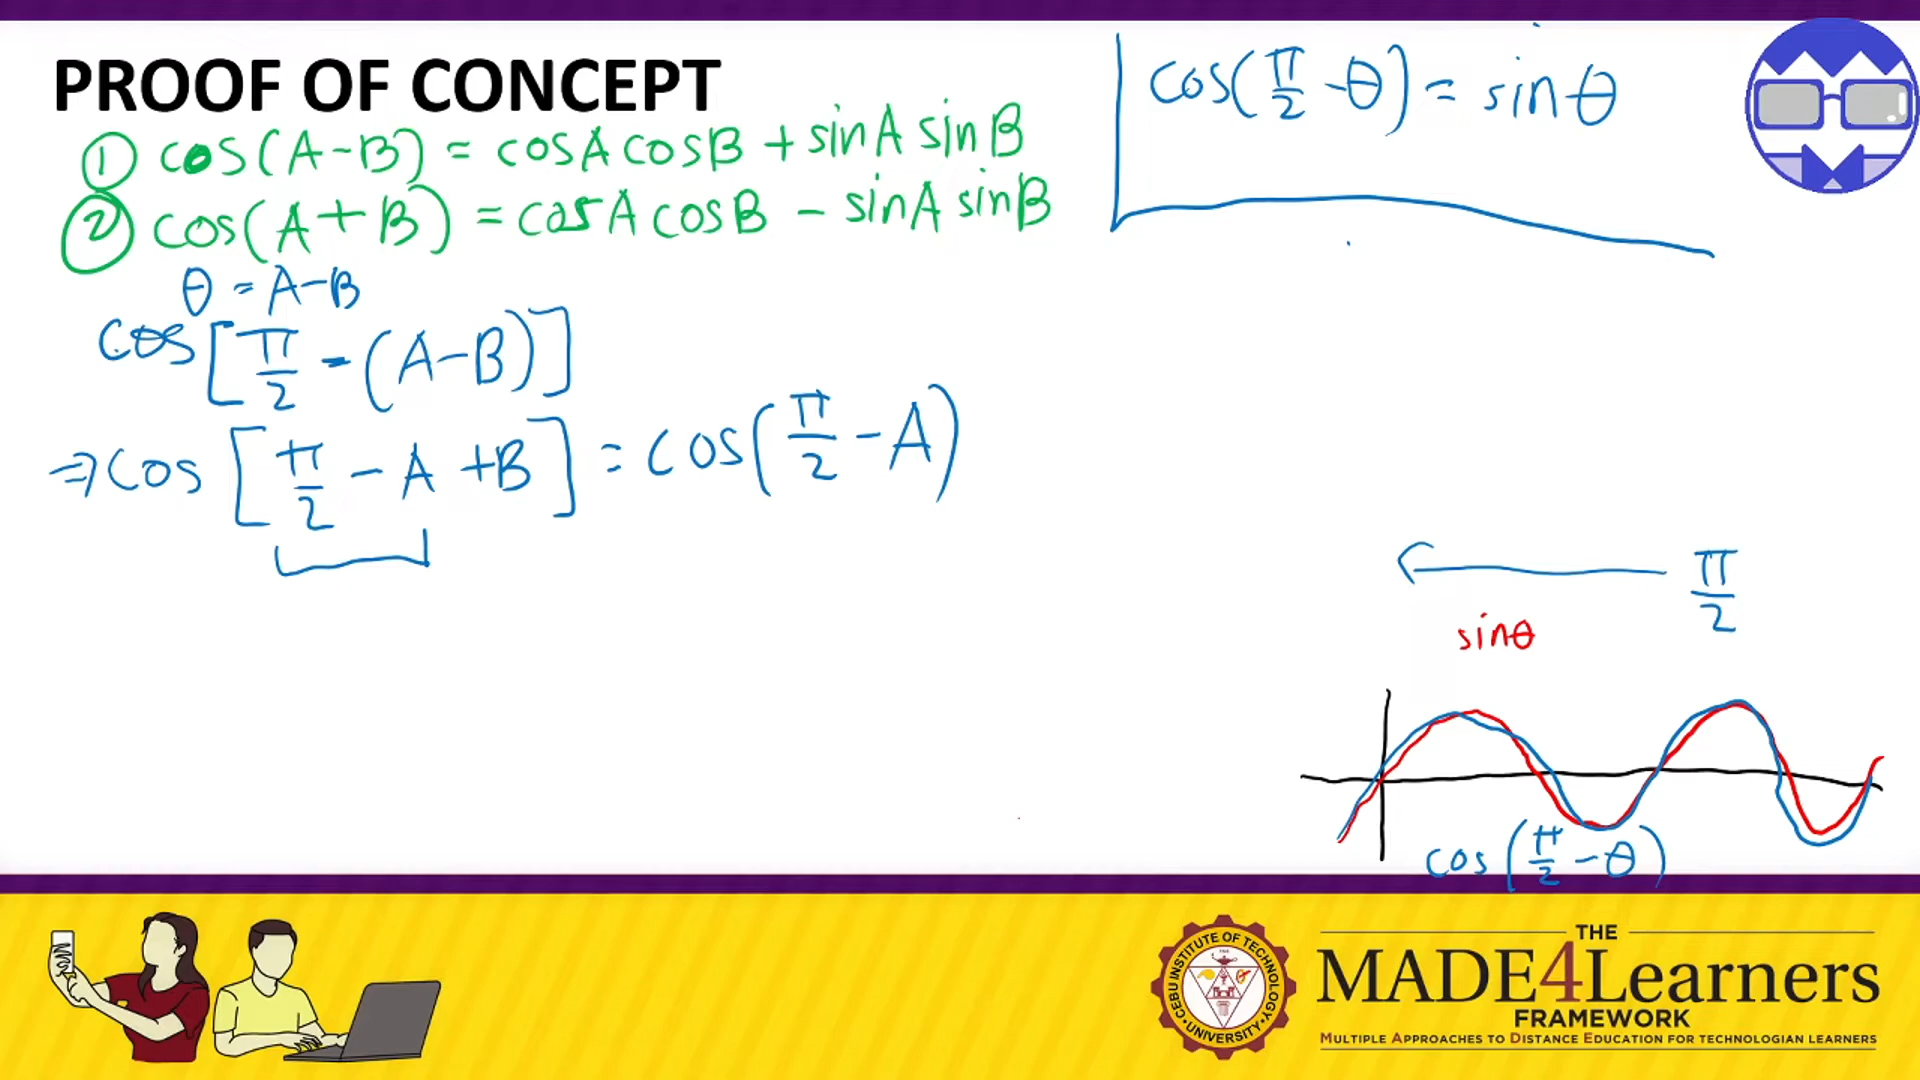 PROOF OF CONCEPT
① cos(A-B) = cosA cosB + sinA sinB
② cos(A+B) = cosA cosB - sinA sinB
θ = A-B
cos[π/2 - (A-B)]
⇒ cos[π/2 - A +B] = cos(π/2 - A)
cos(π/2 - θ) = sinθ
π/2
sinθ
cos(π/2 - θ)
CEBU INSTITUTE OF TECHNOLOGY
UNIVERSITY
THE
MADE4Learners
FRAMEWORK
MULTIPLE APPROACHES TO DISTANCE EDUCATION FOR TECHNOLOGIAN LEARNERS